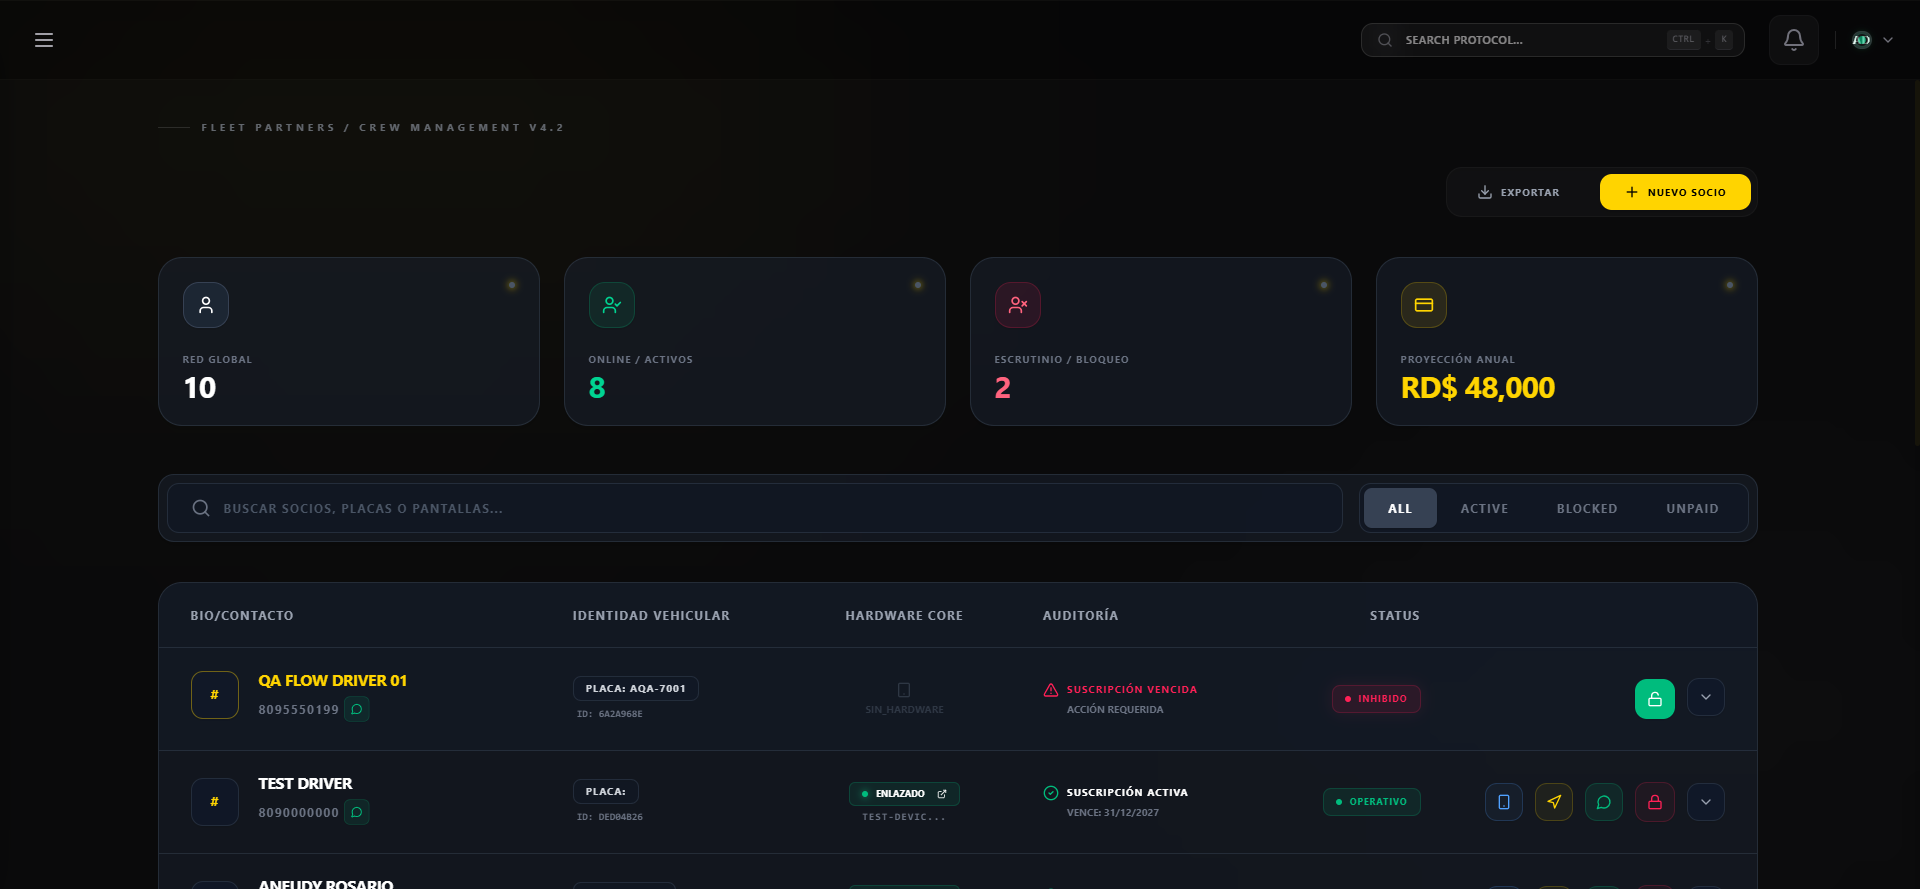 SEARCH PROTOCOL... CTRL + K
FLEET PARTNERS / CREW MANAGEMENT V4.2
EXPORTAR NUEVO SOCIO
RED GLOBAL
10
ONLINE / ACTIVOS
8
ESCRUTINIO / BLOQUEO
2
PROYECCIÓN ANUAL
RD$ 48,000
BUSCAR SOCIOS, PLACAS O PANTALLAS...
ALL ACTIVE BLOCKED UNPAID
BIO/CONTACTO IDENTIDAD VEHICULAR HARDWARE CORE AUDITORÍA STATUS
#
QA FLOW DRIVER 01
8095550199
PLACA: AQA-7001
ID: 6A2A968E
SIN_HARDWARE
SUSCRIPCIÓN VENCIDA
ACCIÓN REQUERIDA
INHIBIDO
#
TEST DRIVER
8090000000
PLACA:
ID: DED04B26
ENLAZADO
TEST-DEVIC...
SUSCRIPCIÓN ACTIVA
VENCE: 31/12/2027
OPERATIVO
ANEUDY ROSARIO